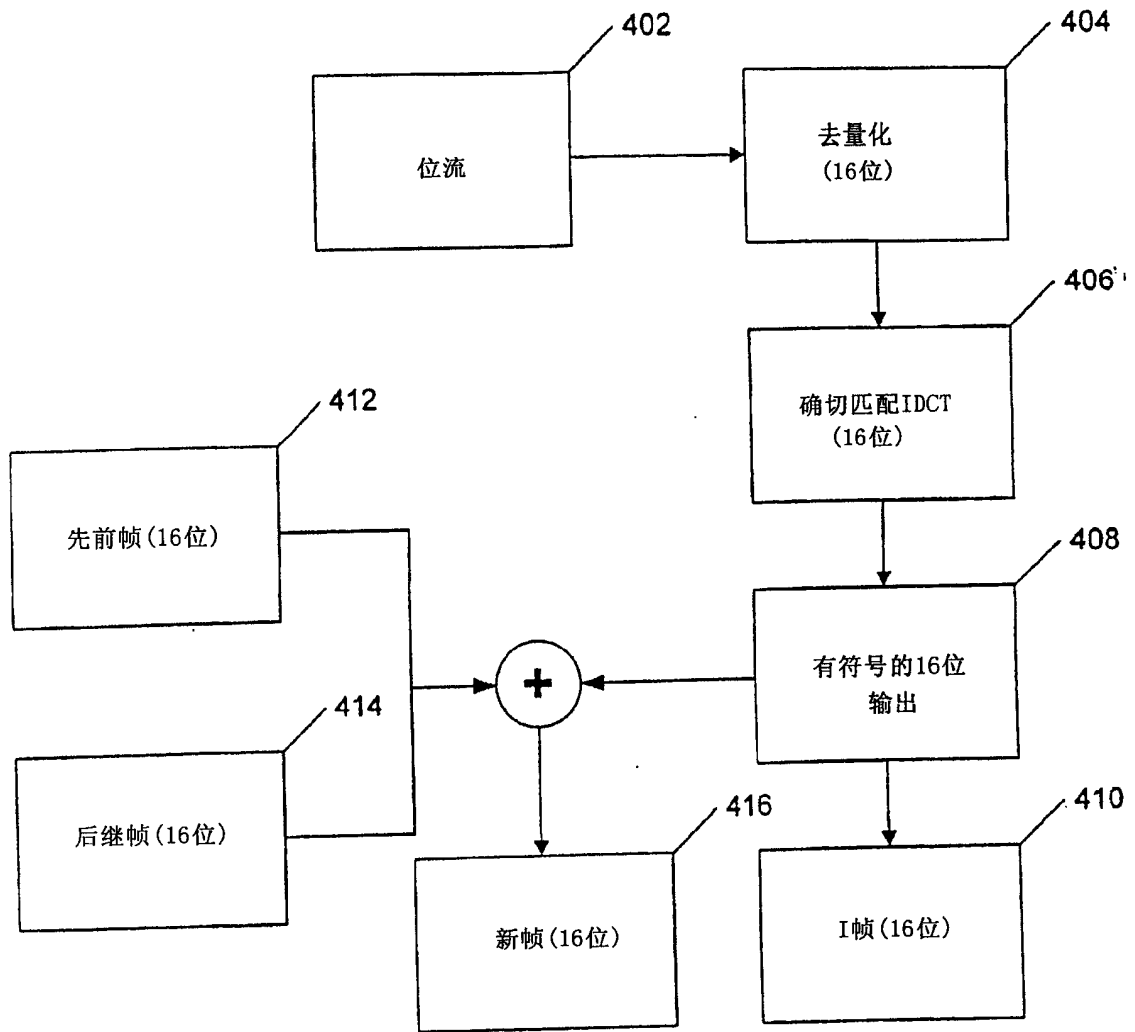 402
位流
404
去量化
(16位)
406
确切匹配IDCT
(16位)
412
先前帧(16位)
408
有符号的16位
输出
+
414
后继帧(16位)
416
新帧(16位)
410
I帧(16位)